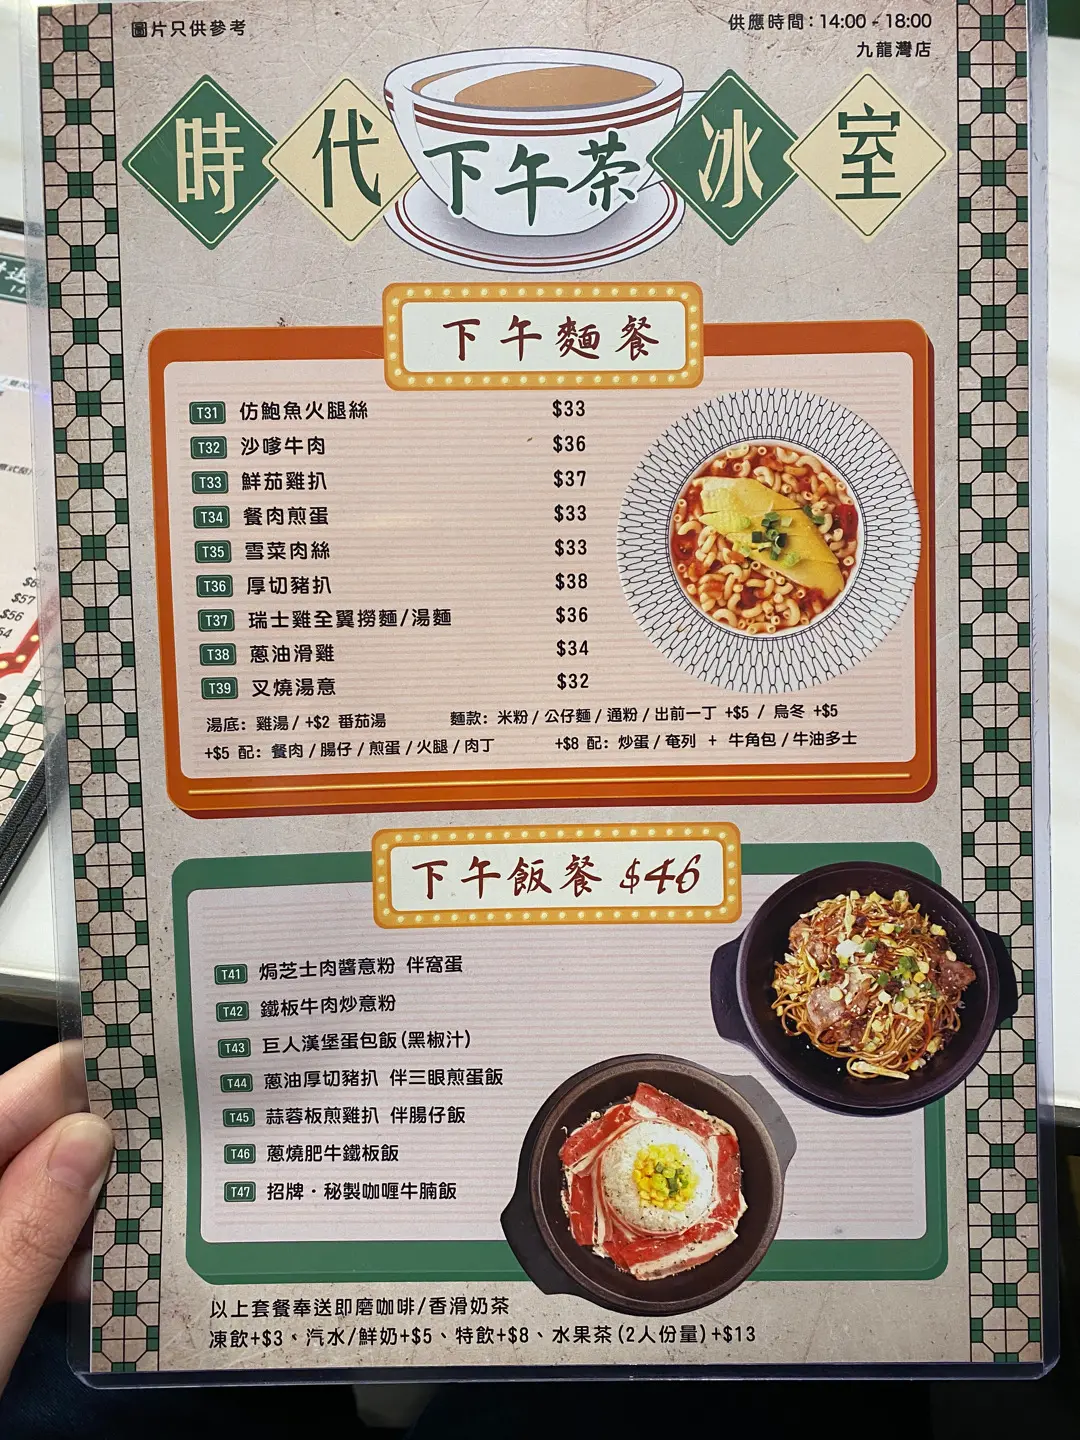 圖片只供參考
供應時間：14:00 - 18:00
九龍灣店
時代冰室
下午茶
下午麵餐
T31 仿鮑魚火腿絲 $33
T32 沙嗲牛肉 $36
T33 鮮茄雞扒 $37
T34 餐肉煎蛋 $33
T35 雪菜肉絲 $33
T36 厚切豬扒 $38
T37 瑞士雞全翼撈麵/湯麵 $36
T38 蔥油滑雞 $34
T39 叉燒湯意 $32
湯底: 雞湯 / +$2 番茄湯 麵款: 米粉 / 公仔麵 / 通粉 / 出前一丁 +$5 / 烏冬 +$5
+$5 配: 餐肉 / 腸仔 / 煎蛋 / 火腿 / 肉丁 +$8 配: 炒蛋 / 奄列 + 牛角包 / 牛油多士
下午飯餐 $46
T41 焗芝士肉醬意粉 伴窩蛋
T42 鐵板牛肉炒意粉
T43 巨人漢堡蛋包飯(黑椒汁)
T44 蔥油厚切豬扒 伴三眼煎蛋飯
T45 蒜蓉板煎雞扒 伴腸仔飯
T46 蔥燒肥牛鐵板飯
T47 招牌・秘製咖喱牛腩飯
以上套餐奉送即磨咖啡/香滑奶茶
凍飲+$3、汽水/鮮奶+$5、特飲+$8、水果茶(2人份量)+$13
$57
$56